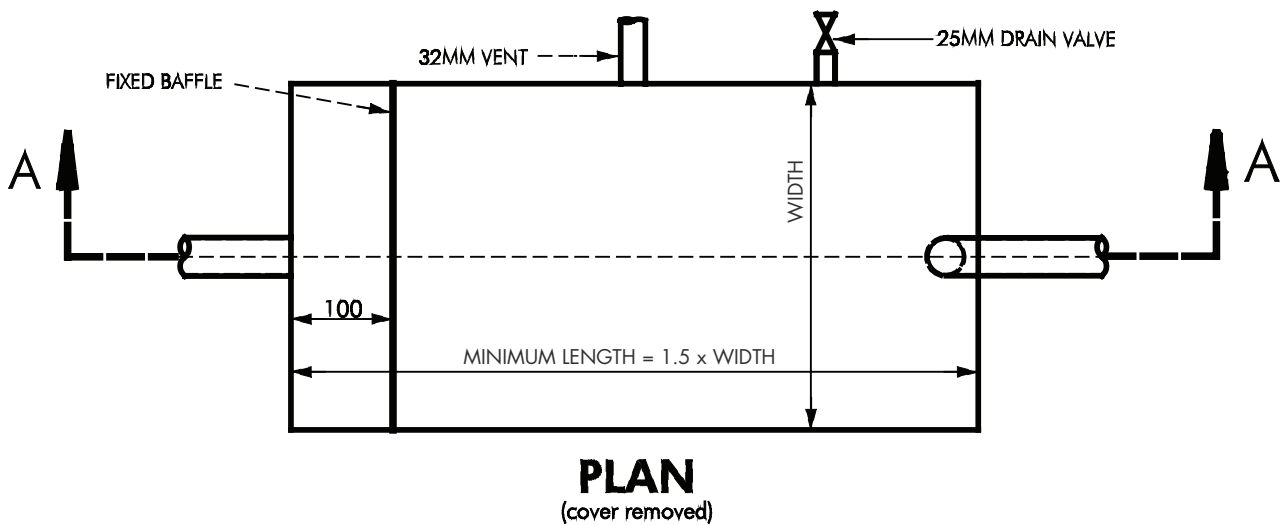 32MM VENT
25MM DRAIN VALVE
FIXED BAFFLE
A
A
WIDTH
100
MINIMUM LENGTH = 1.5 x WIDTH
PLAN
(cover removed)